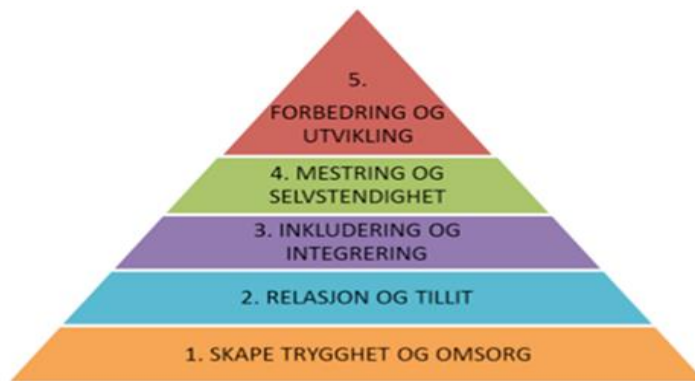 5.
FORBEDRING OG
UTVIKLING
4. MESTRING OG
SELVSTENDIGHET
3. INKLUDERING OG
INTEGRERING
2. RELASJON OG TILLIT
1. SKAPE TRYGGHET OG OMSORG